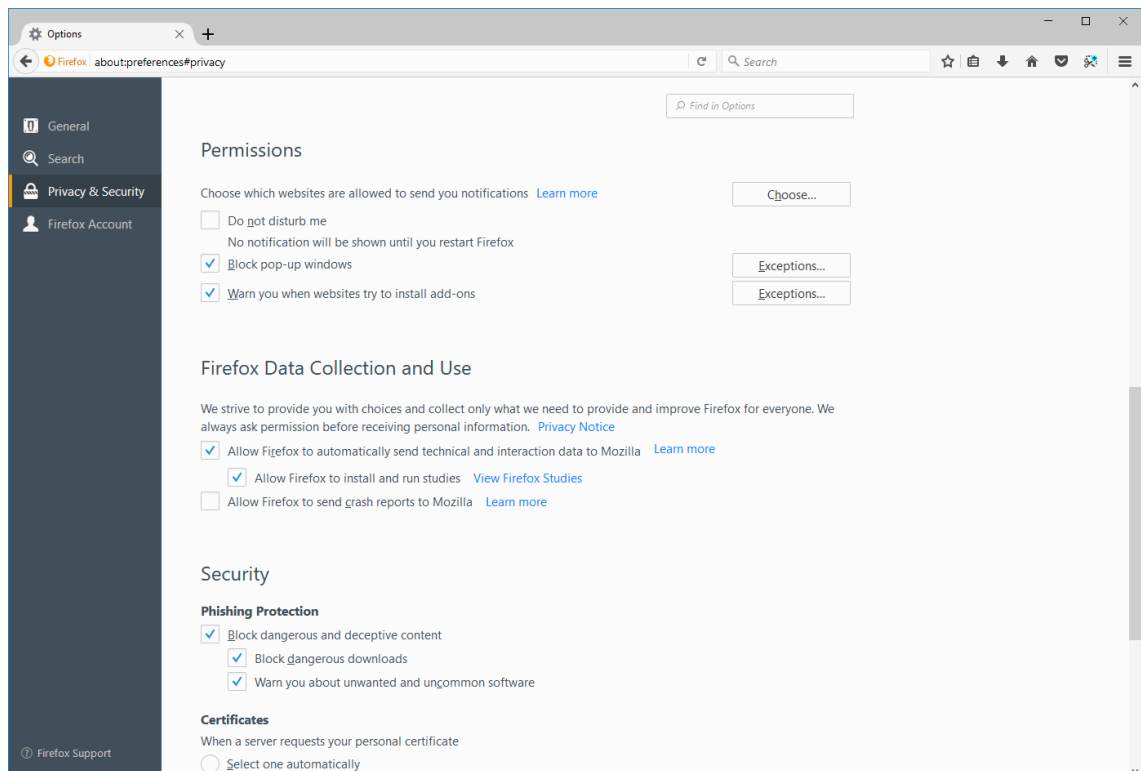 Options
Firefox about:preferences#privacy
Search
Find in Options
General
Search
Privacy & Security
Firefox Account
Permissions
Choose which websites are allowed to send you notifications Learn more
Choose...
Do not disturb me
No notification will be shown until you restart Firefox
Block pop-up windows
Exceptions...
Warn you when websites try to install add-ons
Exceptions...
Firefox Data Collection and Use
We strive to provide you with choices and collect only what we need to provide and improve Firefox for everyone. We
always ask permission before receiving personal information. Privacy Notice
Allow Firefox to automatically send technical and interaction data to Mozilla Learn more
Allow Firefox to install and run studies View Firefox Studies
Allow Firefox to send crash reports to Mozilla Learn more
Security
Phishing Protection
Block dangerous and deceptive content
Block dangerous downloads
Warn you about unwanted and uncommon software
Certificates
When a server requests your personal certificate
Select one automatically
Firefox Support